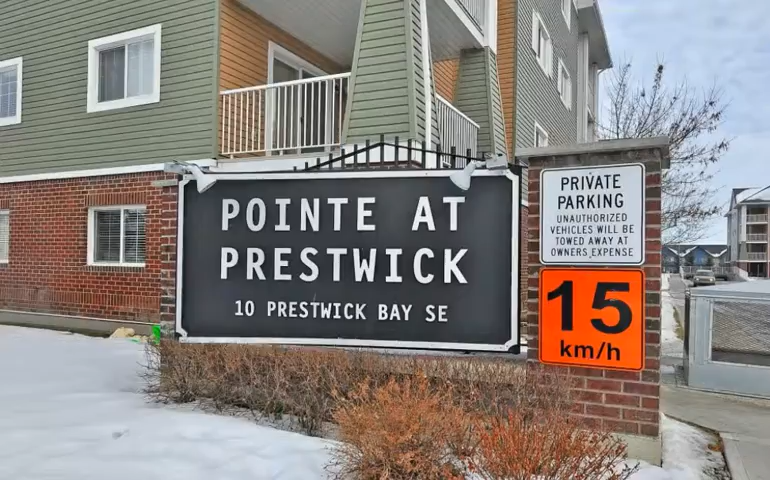 POINTE AT
PRESTWICK
10 PRESTWICK BAY SE
PRIVATE
PARKING
UNAUTHORIZED
VEHICLES WILL BE
TOWED AWAY AT
OWNERS EXPENSE
15
km/h